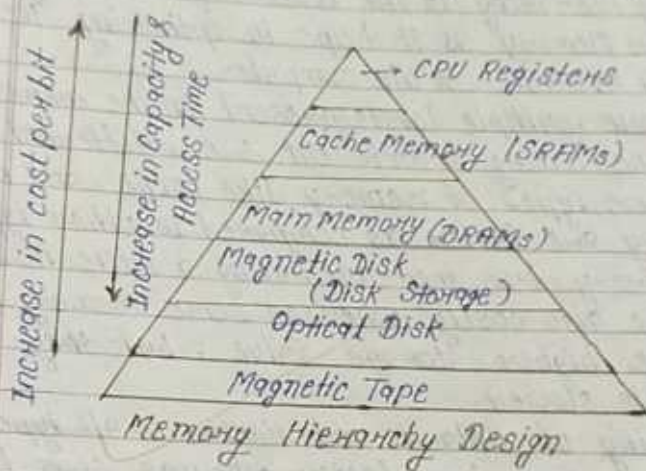 Increase in cost per bit
Increase in Capacity &
Access Time
CPU Registers
Cache Memory (SRAMs)
Main Memory (DRAMs)
Magnetic Disk
(Disk Storage)
Optical Disk
Magnetic Tape
Memory Hierarchy Design